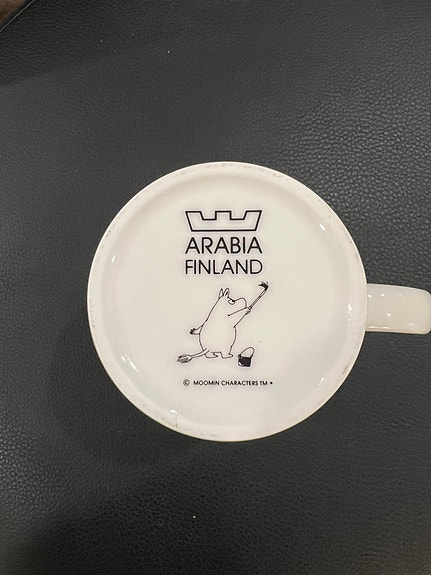 ARABIA
FINLAND
© MOOMIN CHARACTERS TM